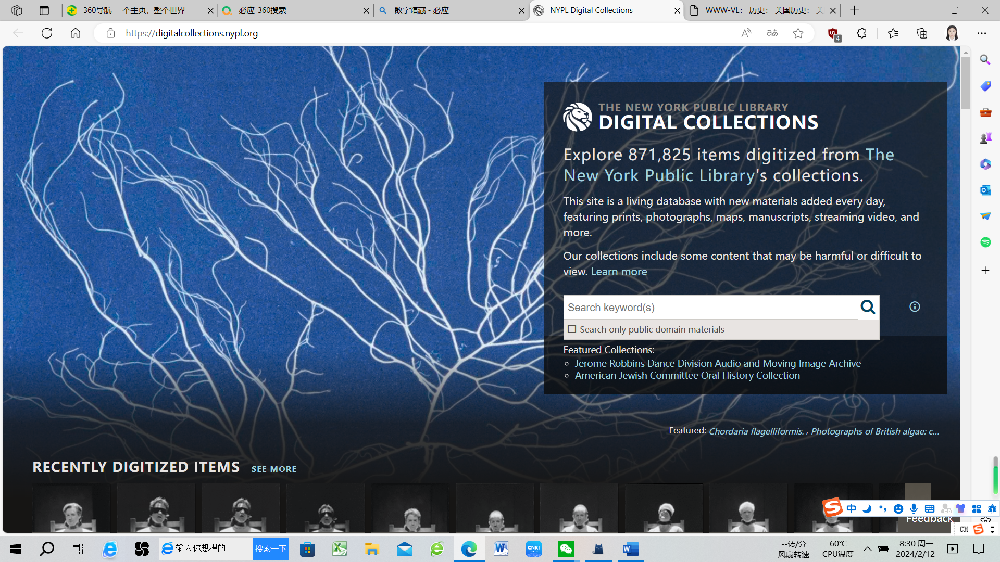 360导航_一个主页，整个世界
必应_360搜索
数字馆藏 - 必应
NYPL Digital Collections
WWW-VL： 历史： 美国历史： 美
https://digitalcollections.nypl.org
4
THE NEW YORK PUBLIC LIBRARY
DIGITAL COLLECTIONS
Explore 871,825 items digitized from The
New York Public Library's collections.
This site is a living database with new materials added every day,
featuring prints, photographs, maps, manuscripts, streaming video, and
more.
Our collections include some content that may be harmful or difficult to
view. Learn more
Search keyword(s)
Search only public domain materials
Featured Collections:
Jerome Robbins Dance Division Audio and Moving Image Archive
American Jewish Committee Oral History Collection
Featured: Chordaria flagelliformis. , Photographs of British algae: c...
RECENTLY DIGITIZED ITEMS SEE MORE
中
Feedback
CH
输入你想搜的
搜索一下
CNKI
--转/分
风扇转速
60℃
CPU温度
8:30 周一
2024/2/12